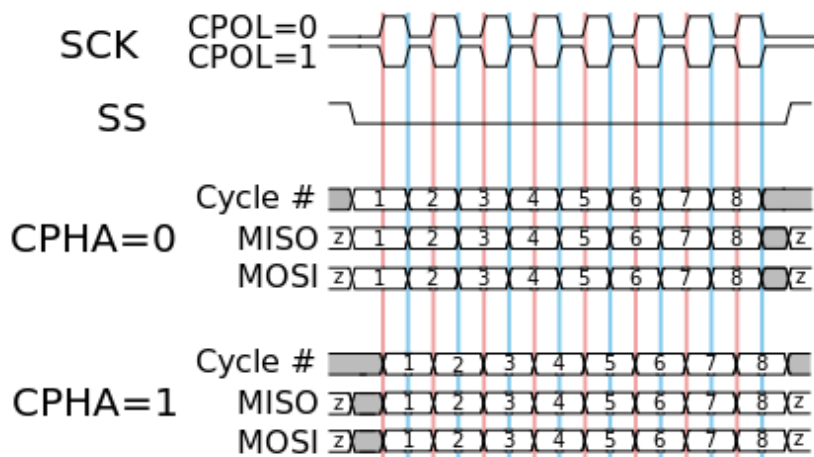 SCK CPOL=0
CPOL=1
SS
Cycle # 1 2 3 4 5 6 7 8
CPHA=0 MISO z 1 2 3 4 5 6 7 8 z
MOSI z 1 2 3 4 5 6 7 8 z
Cycle # 1 2 3 4 5 6 7 8
CPHA=1 MISO z 1 2 3 4 5 6 7 8 z
MOSI z 1 2 3 4 5 6 7 8 z